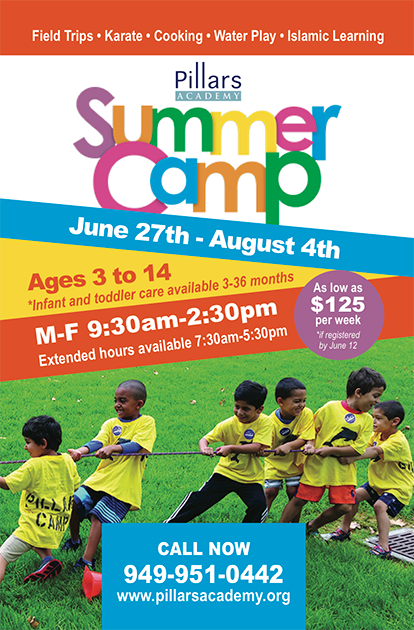 Field Trips • Karate • Cooking • Water Play • Islamic Learning
Pillars
ACADEMY
Summer
Camp
June 27th - August 4th
Ages 3 to 14
*Infant and toddler care available 3-36 months
M-F 9:30am-2:30pm
Extended hours available 7:30am-5:30pm
As low as
$125
per week
*if registered
by June 12
PILLARS
CAMP
CALL NOW
949-951-0442
www.pillarsacademy.org